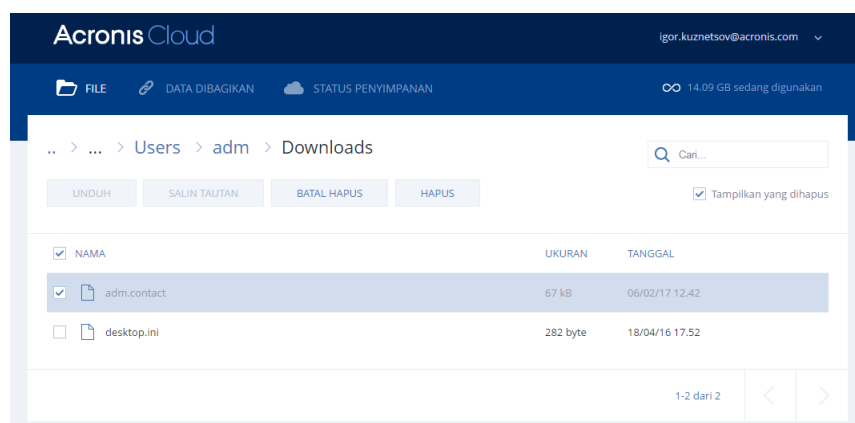 Acronis Cloud
igor.kuznetsov@acronis.com
FILE DATA DIBAGIKAN STATUS PENYIMPANAN 14.09 GB sedang digunakan
.. > ... > Users > adm > Downloads
Cari...
UNDUH SALIN TAUTAN BATAL HAPUS HAPUS
Tampilkan yang dihapus
NAMA UKURAN TANGGAL
adm.contact 67 kB 06/02/17 12.42
desktop.ini 282 byte 18/04/16 17.52
1-2 dari 2